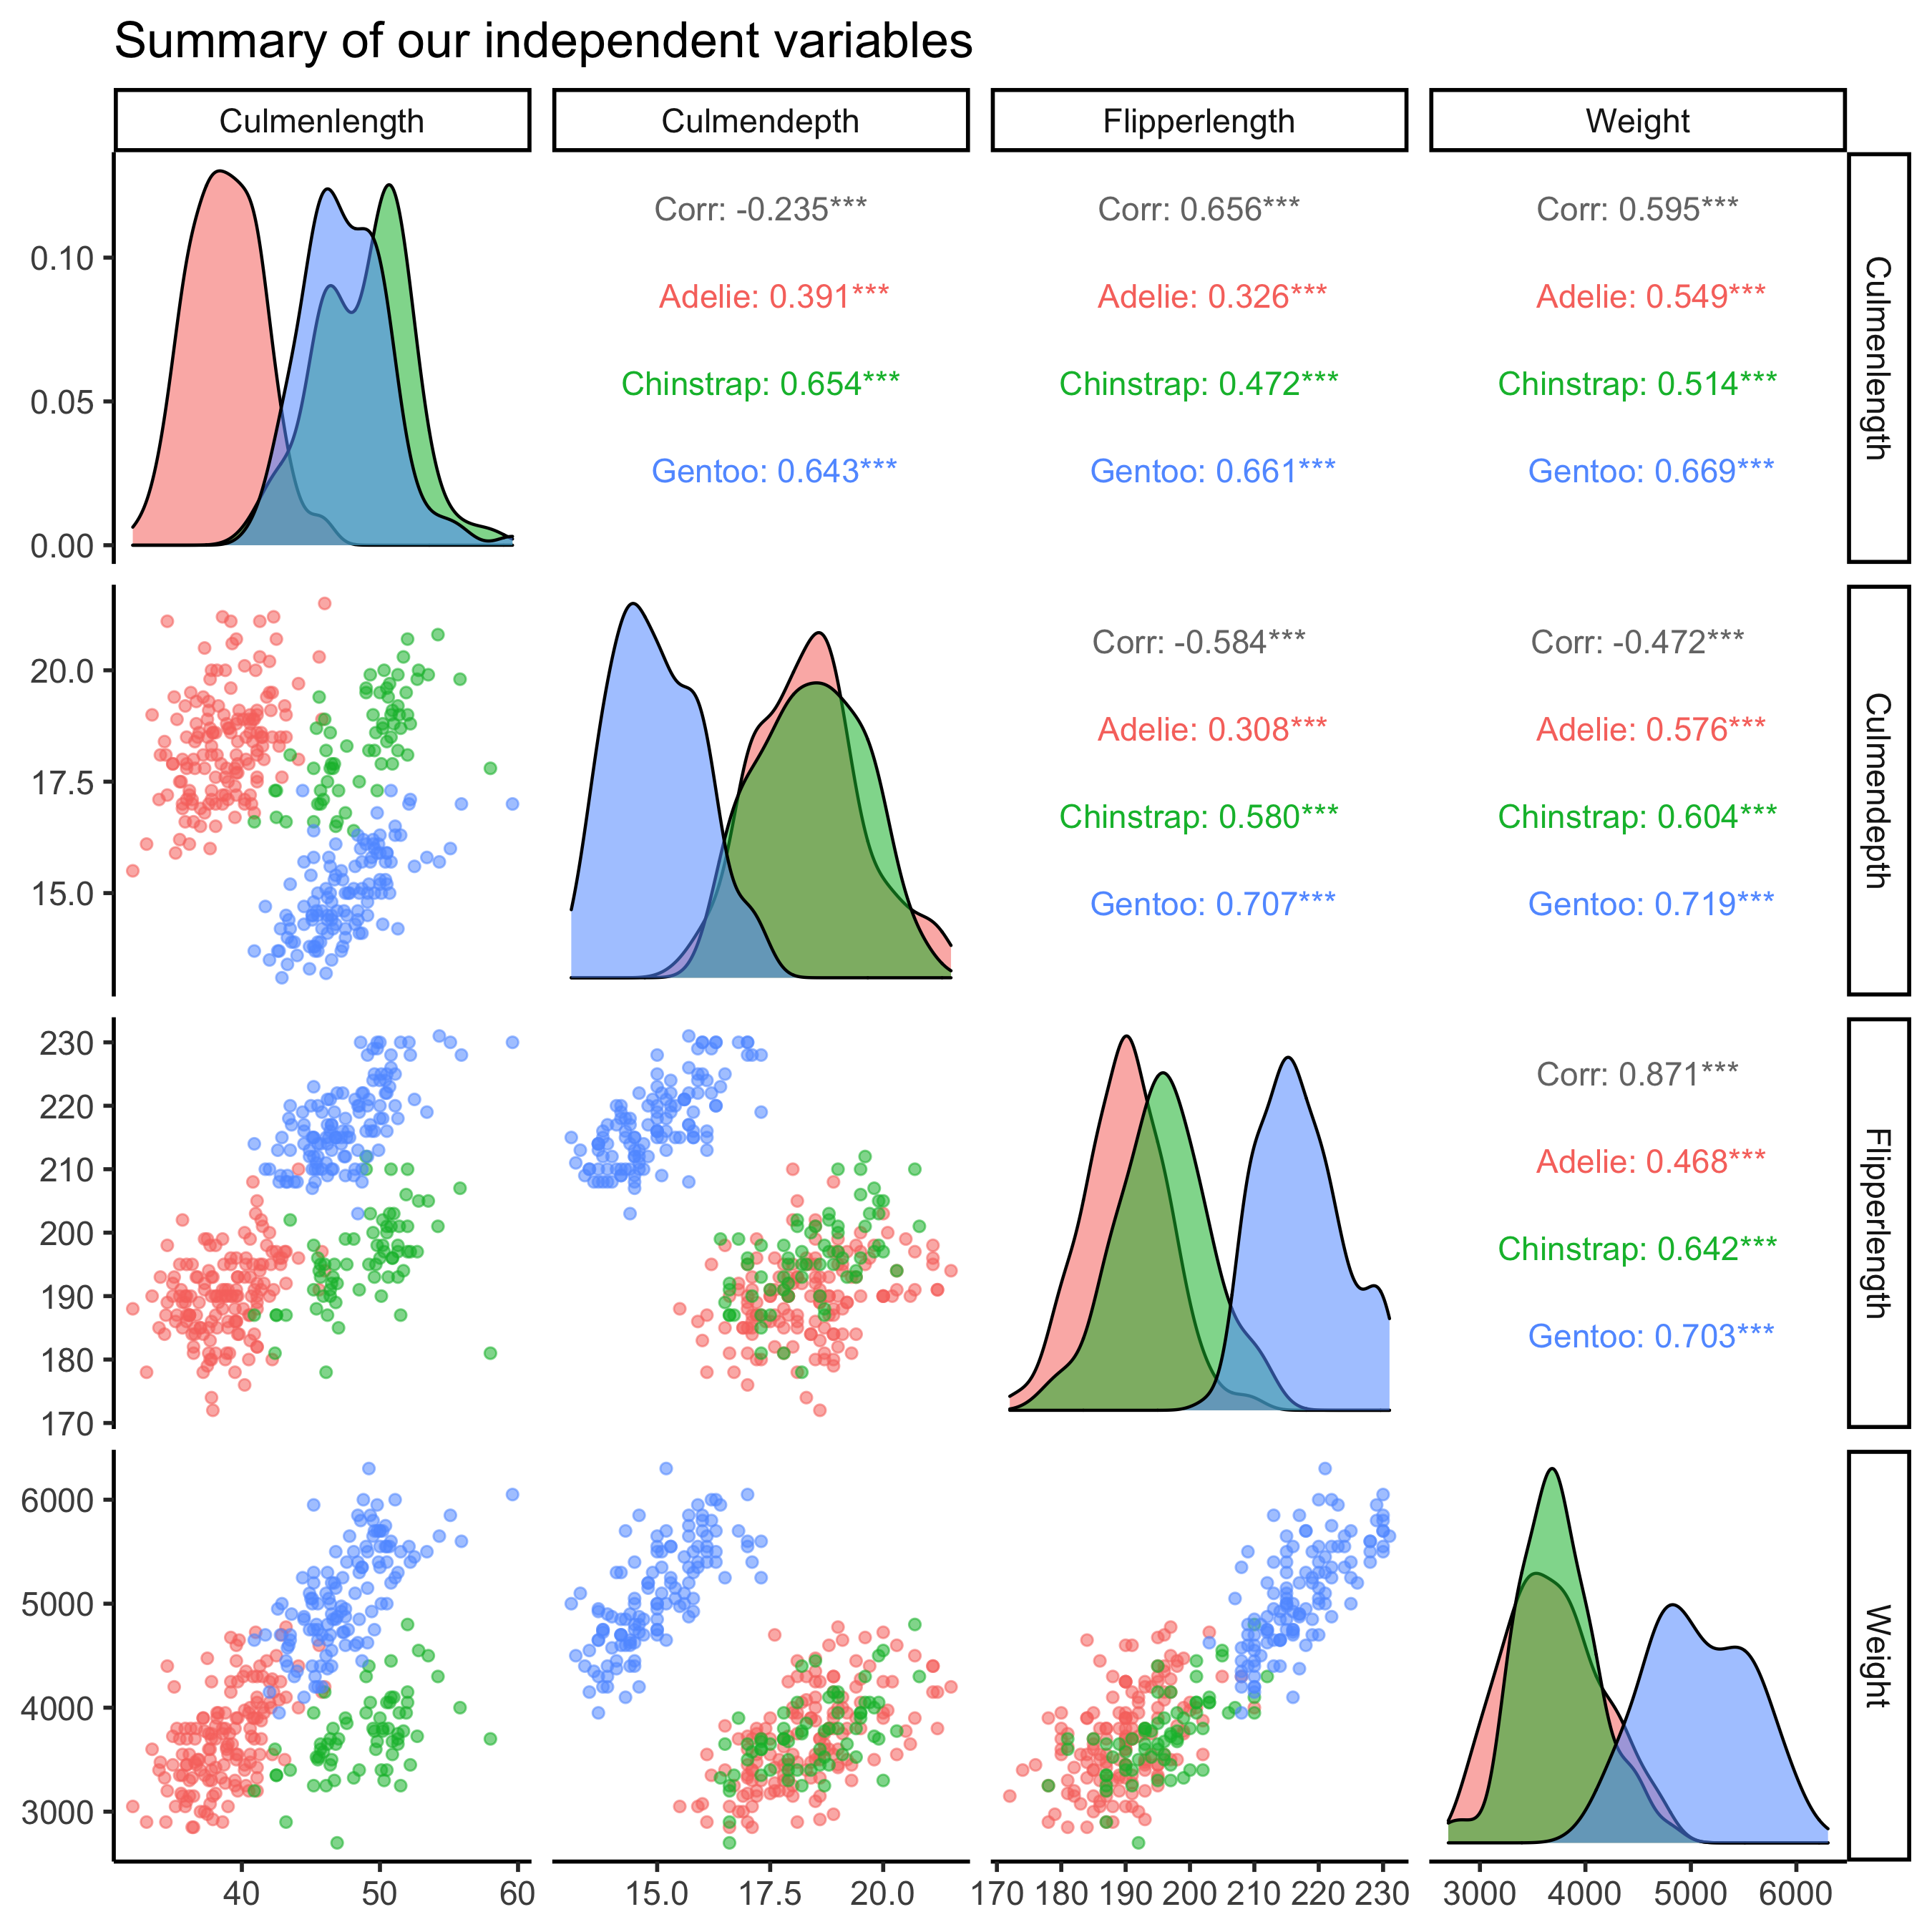 Summary of our independent variables
Culmenlength
Culmendepth
Flipperlength
Weight
0.10
0.05
0.00
Corr: -0.235***
Adelie: 0.391***
Chinstrap: 0.654***
Gentoo: 0.643***
Corr: 0.656***
Adelie: 0.326***
Chinstrap: 0.472***
Gentoo: 0.661***
Corr: 0.595***
Adelie: 0.549***
Chinstrap: 0.514***
Gentoo: 0.669***
Culmenlength
20.0
17.5
15.0
Corr: -0.584***
Adelie: 0.308***
Chinstrap: 0.580***
Gentoo: 0.707***
Corr: -0.472***
Adelie: 0.576***
Chinstrap: 0.604***
Gentoo: 0.719***
Culmendepth
230
220
210
200
190
180
170
Corr: 0.871***
Adelie: 0.468***
Chinstrap: 0.642***
Gentoo: 0.703***
Flipperlength
6000
5000
4000
3000
Weight
40 50 60
15.0 17.5 20.0
170 180 190 200 210 220 230
3000 4000 5000 6000